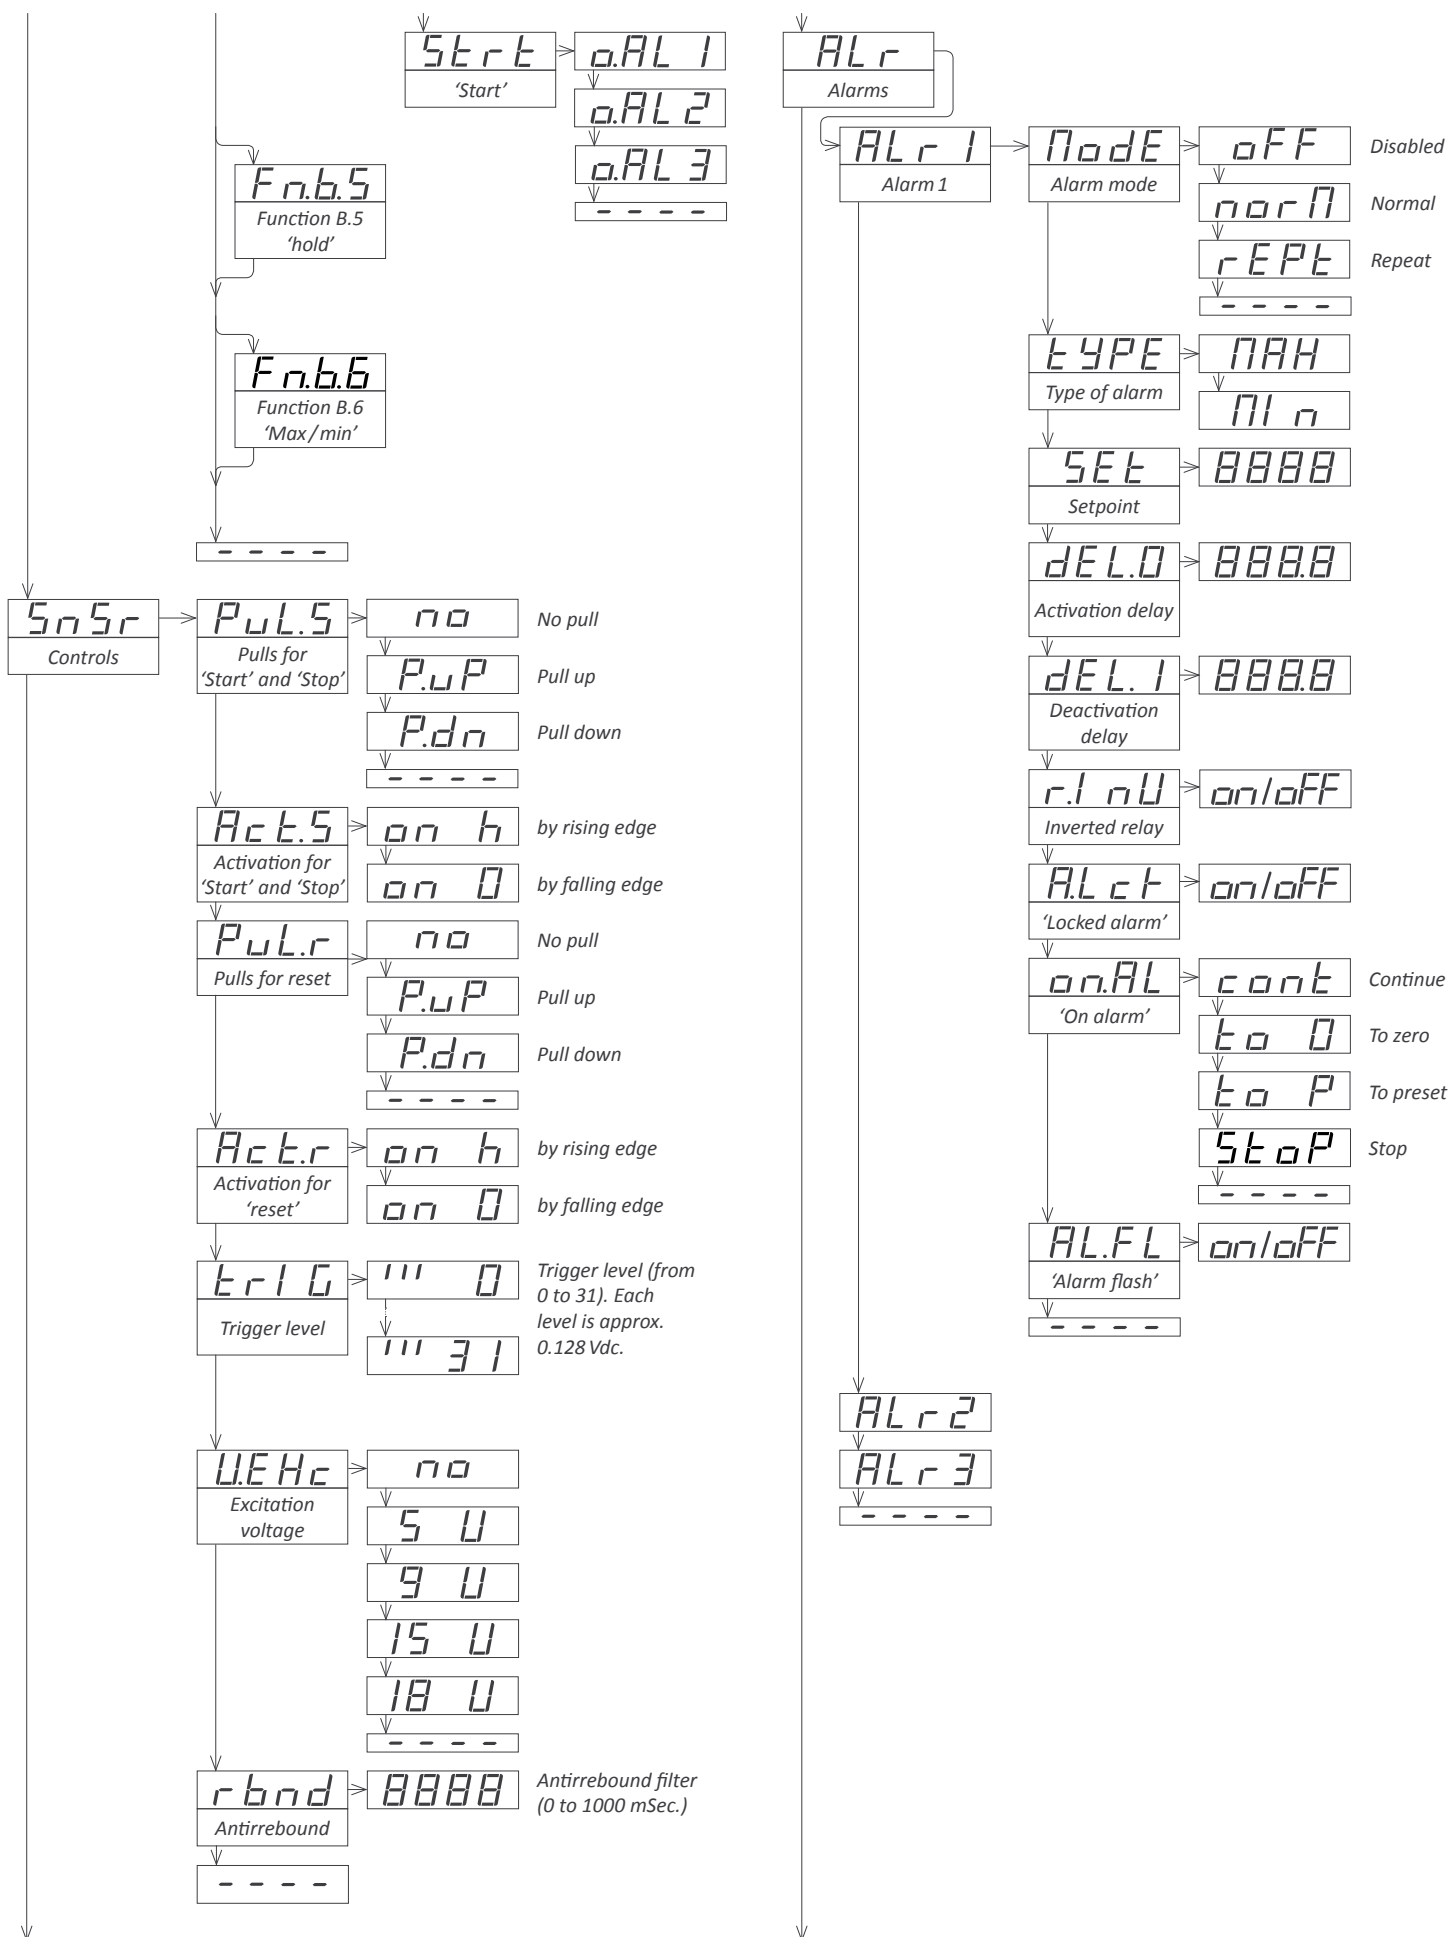 Strt
‘Start’
o.AL1
o.AL2
o.AL3
----
Fn.b.5
Function B.5
‘hold’
Fn.b.6
Function B.6
‘Max/min’
----
SnSr
Controls
PuL.S
Pulls for
‘Start’ and ‘Stop’
no
No pull
P.uP
Pull up
P.dn
Pull down
----
Act.S
Activation for
‘Start’ and ‘Stop’
on h
by rising edge
on 0
by falling edge
PuL.r
Pulls for reset
no
No pull
P.uP
Pull up
P.dn
Pull down
----
Act.r
Activation for
‘reset’
on h
by rising edge
on 0
by falling edge
trIG
Trigger level
''' 0
'''31
Trigger level (from
0 to 31). Each
level is approx.
0.128 Vdc.
V.EHc
Excitation
voltage
no
5 V
9 V
15 V
18 V
----
rbnd
Antirrebound
8888
Antirrebound filter
(0 to 1000 mSec.)
----
ALr
Alarms
ALr1
Alarm 1
ModE
Alarm mode
oFF
Disabled
norM
Normal
rEPt
Repeat
----
tYPE
Type of alarm
MAH
MIn
SEt
Setpoint
8888
dEL.0
Activation delay
888.8
dEL.1
Deactivation
delay
888.8
r.InV
Inverted relay
on/oFF
A.Lct
‘Locked alarm’
on/oFF
on.AL
‘On alarm’
cont
Continue
to 0
To zero
to P
To preset
StoP
Stop
----
AL.FL
‘Alarm flash’
on/oFF
----
ALr2
ALr3
----